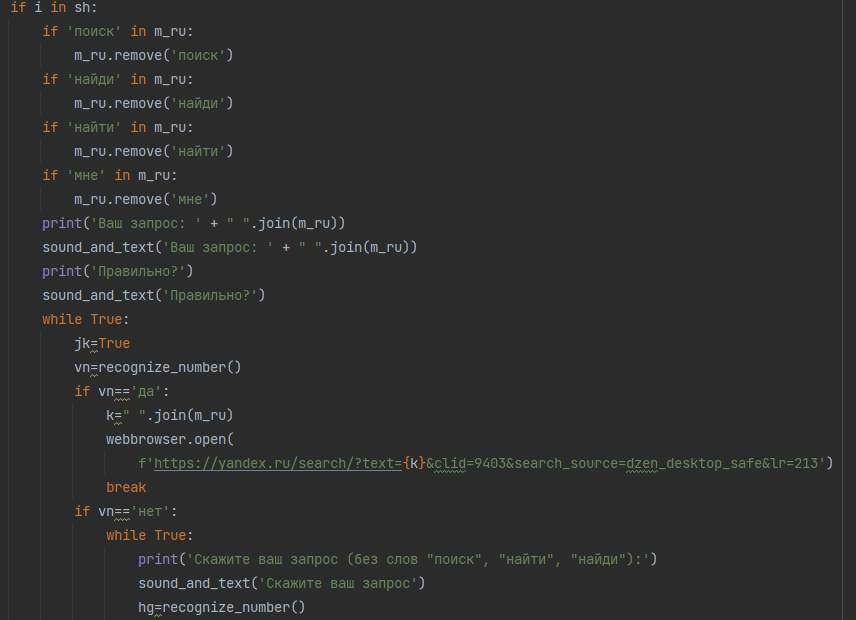 if i in sh:
if 'поиск' in m_ru:
m_ru.remove('поиск')
if 'найди' in m_ru:
m_ru.remove('найди')
if 'найти' in m_ru:
m_ru.remove('найти')
if 'мне' in m_ru:
m_ru.remove('мне')
print('Ваш запрос: ' + " ".join(m_ru))
sound_and_text('Ваш запрос: ' + " ".join(m_ru))
print('Правильно?')
sound_and_text('Правильно?')
while True:
jk=True
vn=recognize_number()
if vn=='да':
k=" ".join(m_ru)
webbrowser.open(
f'https://yandex.ru/search/?text={k}&clid=9403&search_source=dzen_desktop_safe&lr=213')
break
if vn=='нет':
while True:
print('Скажите ваш запрос (без слов "поиск", "найти", "найди"):')
sound_and_text('Скажите ваш запрос')
hg=recognize_number()